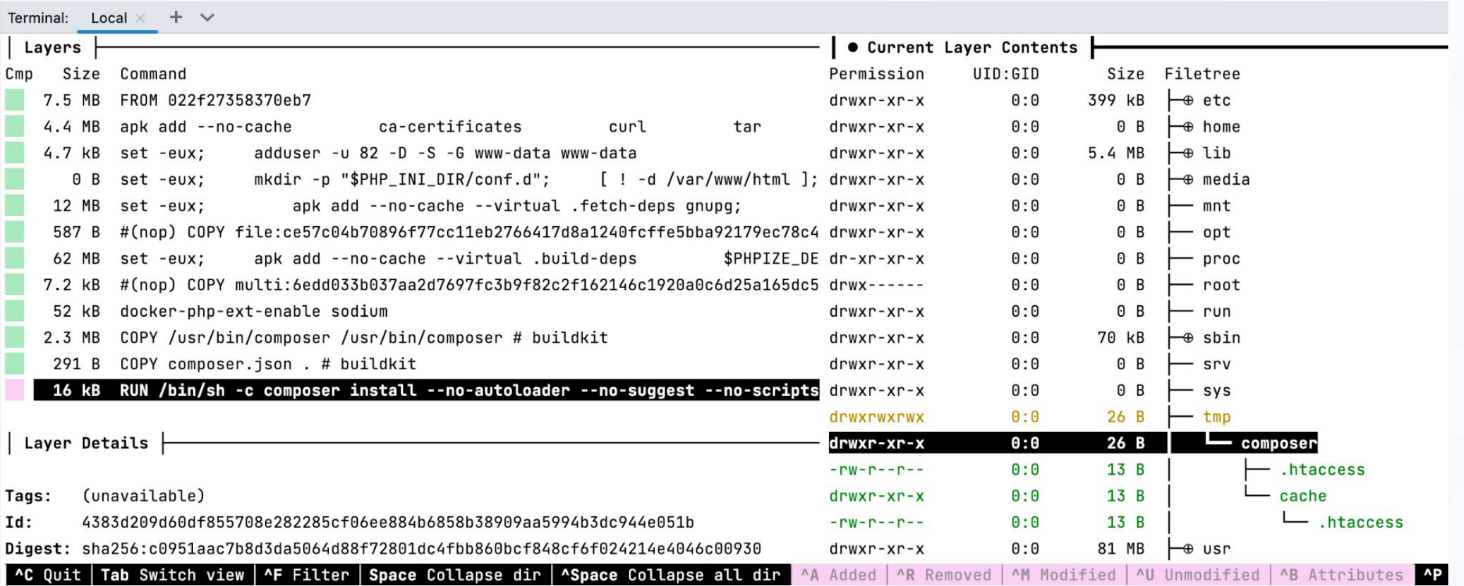 Terminal: Local × +
Layers
Cmp Size Command
7.5 MB FROM 022f27358370eb7
4.4 MB apk add --no-cache ca-certificates curl tar
4.7 kB set -eux; adduser -u 82 -D -S -G www-data www-data
0 B set -eux; mkdir -p "$PHP_INI_DIR/conf.d"; [ ! -d /var/www/html ];
12 MB set -eux; apk add --no-cache --virtual .fetch-deps gnupg;
587 B #(nop) COPY file:ce57c04b70896f77cc11eb2766417d8a1240fcffe5bba92179ec78c4
62 MB set -eux; apk add --no-cache --virtual .build-deps $PHPIZE_DE
7.2 kB #(nop) COPY multi:6edd033b037aa2d7697fc3b9f82c2f162146c1920a0c6d25a165dc5
52 kB docker-php-ext-enable sodium
2.3 MB COPY /usr/bin/composer /usr/bin/composer # buildkit
291 B COPY composer.json . # buildkit
16 kB RUN /bin/sh -c composer install --no-autoloader --no-suggest --no-scripts
Layer Details
Tags: (unavailable)
Id: 4383d209d60df855708e282285cf06ee884b6858b38909aa5994b3dc944e051b
Digest: sha256:c0951aac7b8d3da5064d88f72801dc4fbb860bcf848cf6f024214e4046c00930
● Current Layer Contents
Permission UID:GID Size Filetree
drwxr-xr-x 0:0 399 kB ├─⊕ etc
drwxr-xr-x 0:0 0 B ├─⊕ home
drwxr-xr-x 0:0 5.4 MB ├─⊕ lib
drwxr-xr-x 0:0 0 B ├─⊕ media
drwxr-xr-x 0:0 0 B ├── mnt
drwxr-xr-x 0:0 0 B ├── opt
dr-xr-xr-x 0:0 0 B ├── proc
drwx------ 0:0 0 B ├── root
drwxr-xr-x 0:0 0 B ├── run
drwxr-xr-x 0:0 70 kB ├─⊕ sbin
drwxr-xr-x 0:0 0 B ├── srv
drwxr-xr-x 0:0 0 B ├── sys
drwxrwxrwx 0:0 26 B ├── tmp
drwxr-xr-x 0:0 26 B │ └── composer
-rw-r--r-- 0:0 13 B │ ├── .htaccess
drwxr-xr-x 0:0 13 B │ └── cache
-rw-r--r-- 0:0 13 B │ └── .htaccess
drwxr-xr-x 0:0 81 MB ├─⊕ usr
^C Quit | Tab Switch view | ^F Filter | Space Collapse dir | ^Space Collapse all dir | ^A Added | ^R Removed | ^M Modified | ^U Unmodified | ^B Attributes | ^P